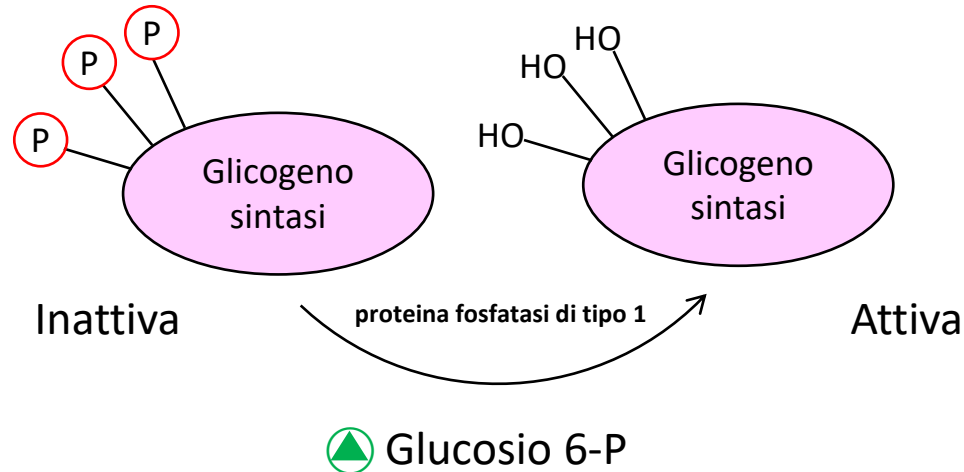 P
P
P
Glicogeno
sintasi
HO
HO
HO
Glicogeno
sintasi
Inattiva
proteina fosfatasi di tipo 1
Attiva
Glucosio 6-P